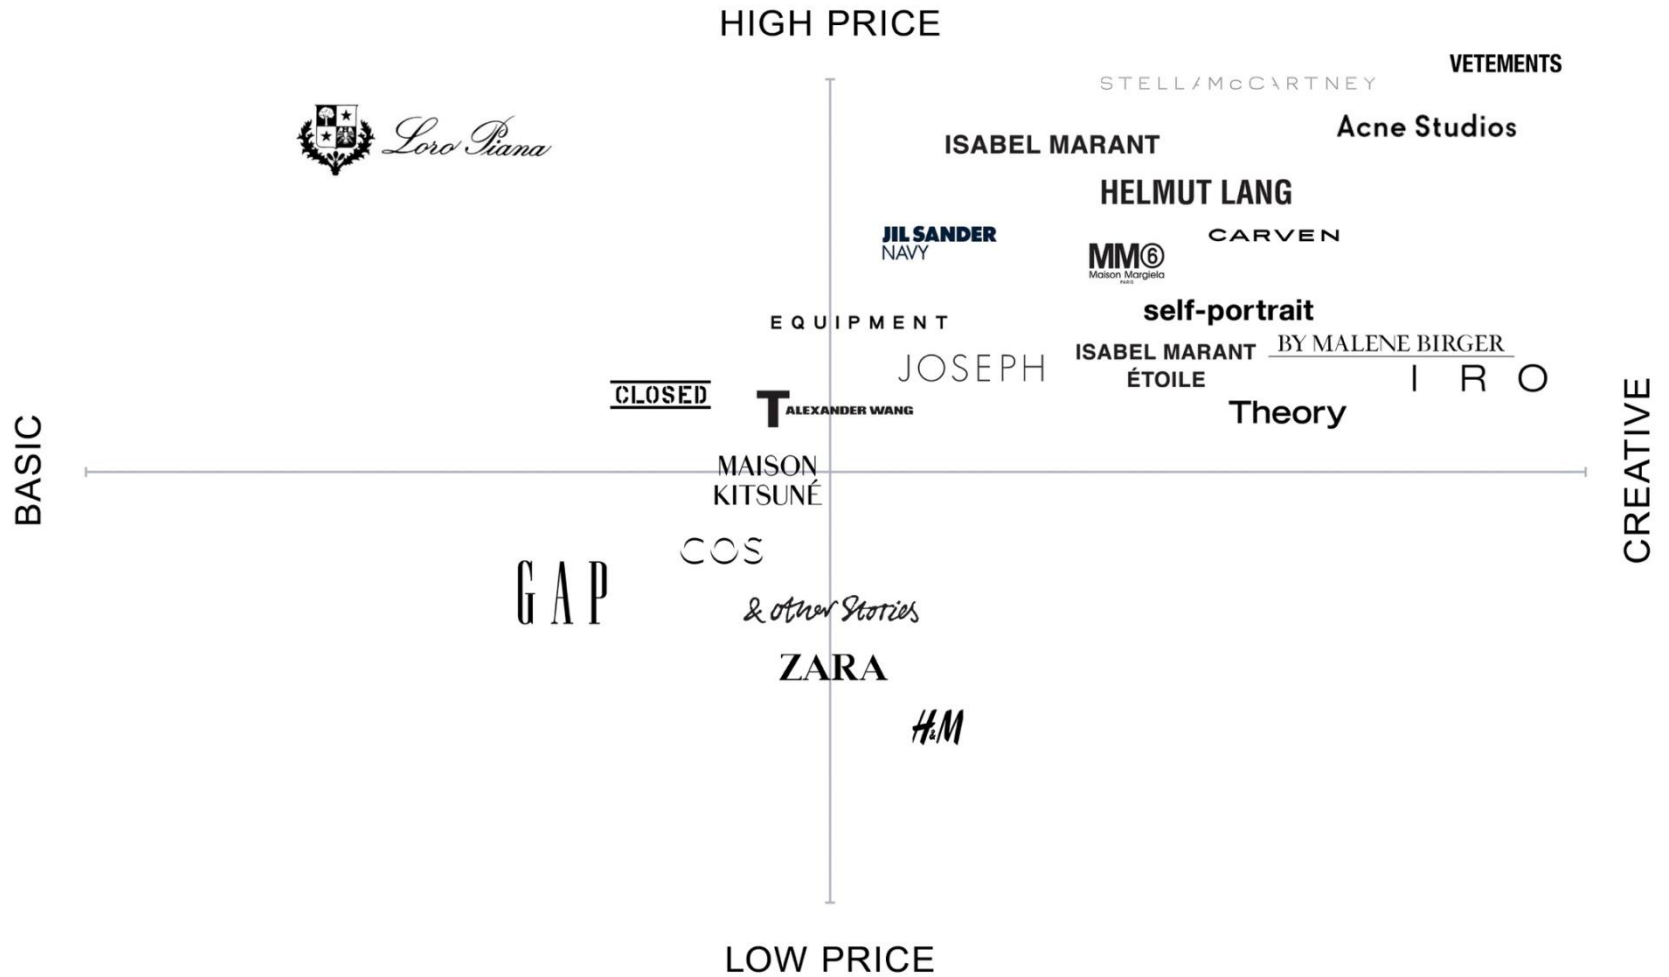 HIGH PRICE
VETEMENTS
STELLA McCARTNEY
Acne Studios
Loro Piana
ISABEL MARANT
HELMUT LANG
JIL SANDER
NAVY
CARVEN
MM6
Maison Margiela
PARIS
self-portrait
EQUIPMENT
BY MALENE BIRGER
JOSEPH
ISABEL MARANT
ÉTOILE
IRO
CLOSED
T ALEXANDER WANG
Theory
BASIC
CREATIVE
MAISON
KITSUNÉ
COS
GAP
& other Stories
ZARA
H&M
LOW PRICE